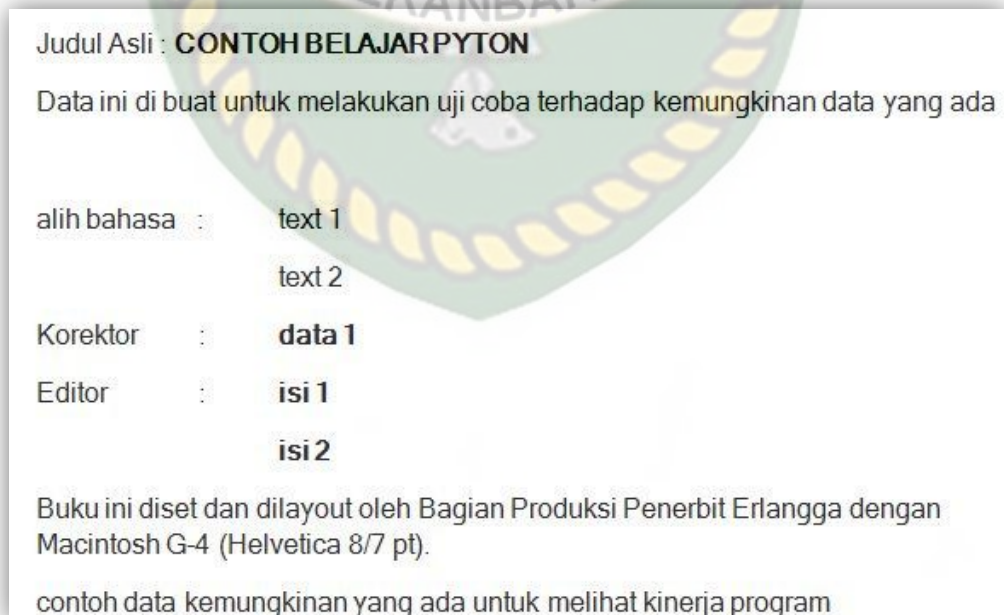 Judul Asli : CONTOH BELAJAR PYTON
Data ini di buat untuk melakukan uji coba terhadap kemungkinan data yang ada
alih bahasa : text 1
text 2
Korektor : data 1
Editor : isi 1
isi 2
Buku ini diset dan dilayout oleh Bagian Produksi Penerbit Erlangga dengan
Macintosh G-4 (Helvetica 8/7 pt).
contoh data kemungkinan yang ada untuk melihat kinerja program